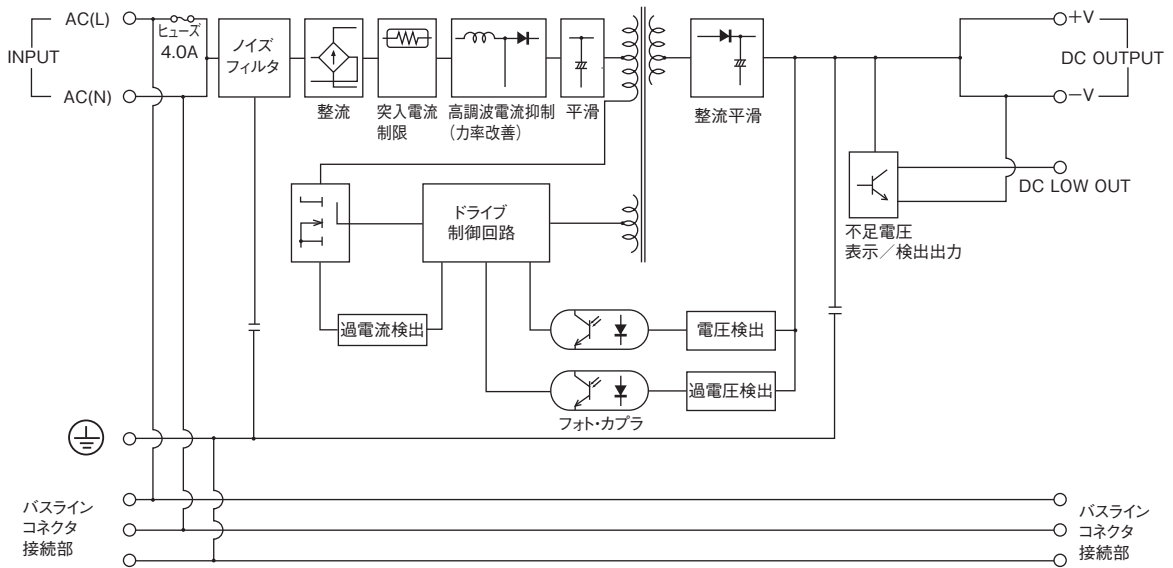 INPUT
AC(L)
AC(N)
ヒューズ
4.0A
ノイズ
フィルタ
整流
突入電流
制限
高調波電流抑制
(力率改善)
平滑
整流平滑
+V
DC OUTPUT
−V
DC LOW OUT
不足電圧
表示／検出出力
ドライブ
制御回路
過電流検出
電圧検出
過電圧検出
フォト・カプラ
バスライン
コネクタ
接続部
バスライン
コネクタ
接続部